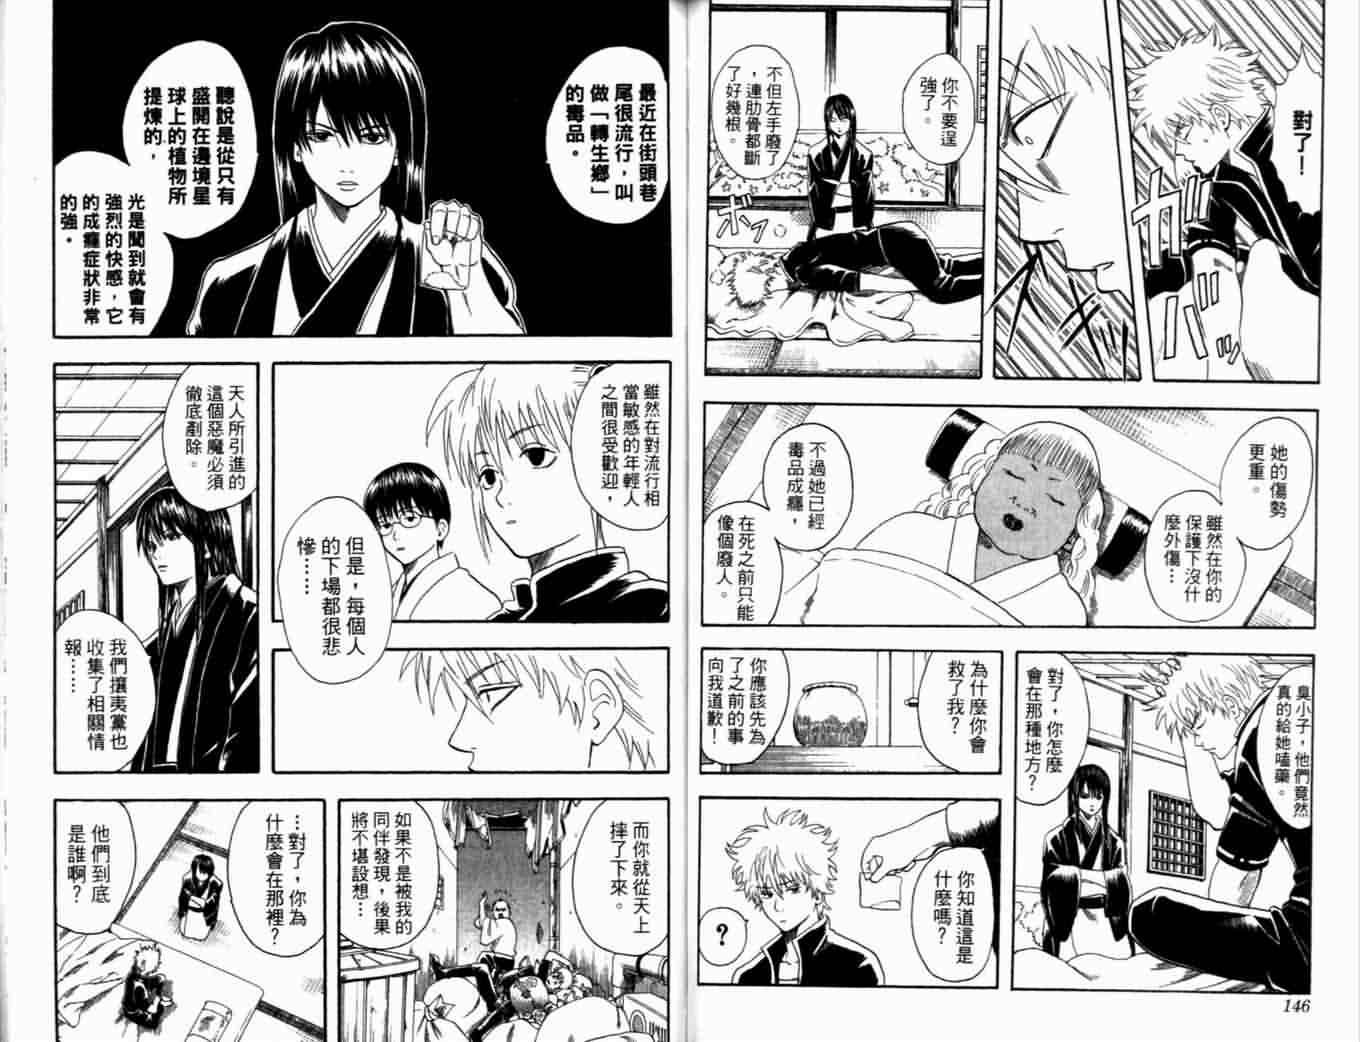 對了！
ガバッ
你不要逞
強了。
不但左手廢了
，連肋骨都斷
了好幾根。
ボソッ
她的傷勢
更重。
雖然在你的
保護下沒什
麼外傷…
不過她已經
毒品成癮，
在死之前只能
像個廢人。
臭小子，他們竟然
真的給她嗑藥。
對了，你怎麼
會在那種地方？
為什麼你會
救了我？
你應該先為
了之前的事
向我道歉！
你知道這是
什麼嗎？
？
146
最近在街頭巷
尾很流行，叫
做「轉生鄉」
的毒品。
聽說是從只有
盛開在邊境星
球上的植物所
提煉的，
光是聞到就會有
強烈的快感，它
的成癮症狀非常
的強。
雖然在對流行相
當敏感的年輕人
之間很受歡迎，
但是，每個人
的下場都很悲
慘……
天人所引進的
這個惡魔必須
徹底剷除。
我們攘夷黨也
收集了相關情
報……
而你就從天上
摔了下來。
如果不是被我的
同伴發現，後果
將不堪設想…
…對了，你為
什麼會在那裡？
他們到底
是誰啊？